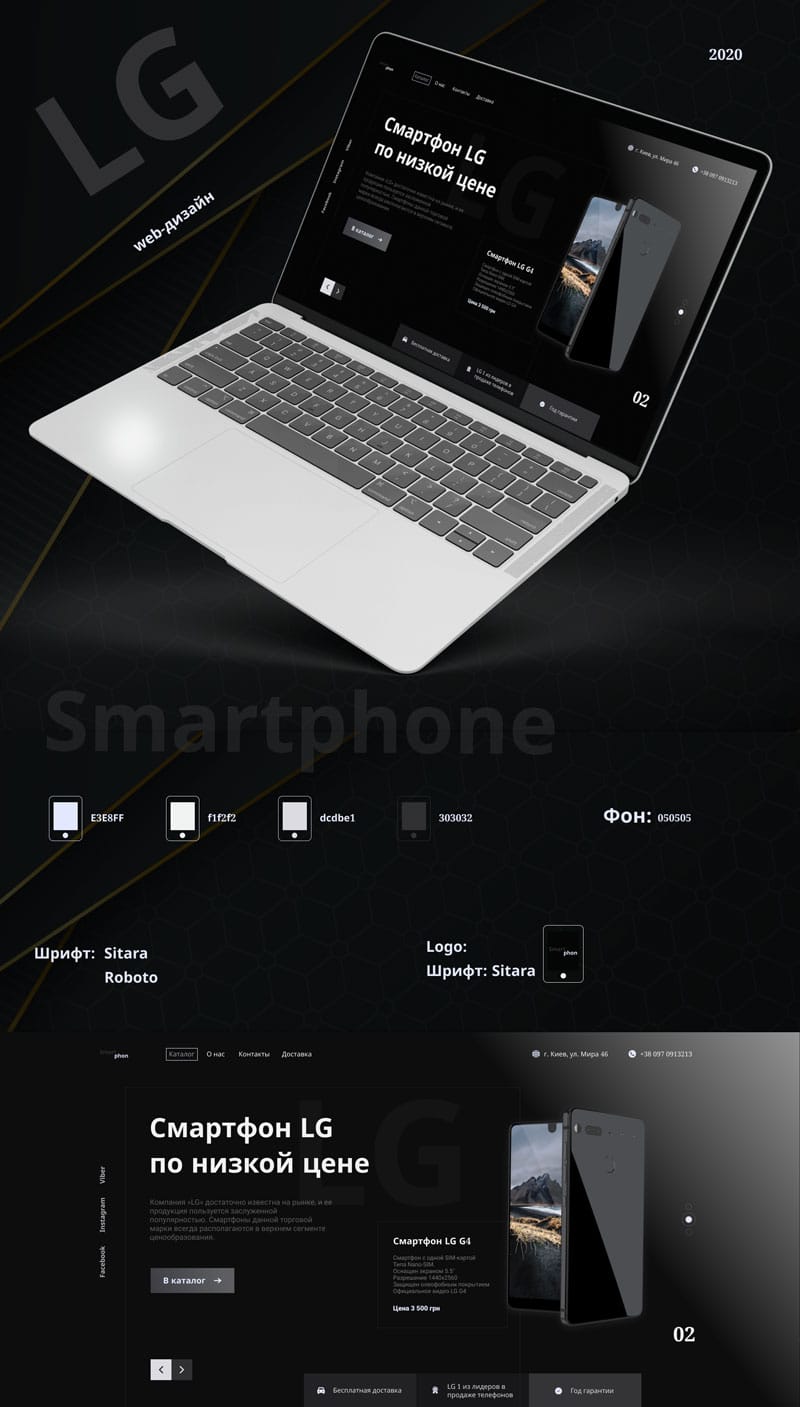 LG
2020
web-дизайн
phon
Каталог
О нас
Контакты
Доставка
г. Киев, ул. Мира 46
+38 097 0913213
Viber
Instagram
Facebook
LG
Смартфон LG
по низкой цене
В каталог
Смартфон LG G4
Цена 3 500 грн
Бесплатная доставка
LG 1 из лидеров в
продаже телефонов
Год гарантии
02
Smartphone
E3E8FF
f1f2f2
dcdbe1
303032
Фон: 050505
Шрифт: Sitara
Roboto
Logo:
Шрифт: Sitara
Smart
phon
Smart
phon
Каталог
О нас
Контакты
Доставка
г. Киев, ул. Мира 46
+38 097 0913213
Viber
Instagram
Facebook
LG
Смартфон LG
по низкой цене
Компания «LG» достаточно известна на рынке, и ее
продукция пользуется заслуженной
популярностью. Смартфоны данной торговой
марки всегда располагаются в верхнем сегменте
ценообразования.
В каталог
Смартфон LG G4
Смартфон с одной SIM-картой
Типа Nano-SIM
Оснащен экраном 5.5"
Разрешение 1440x2560
Защищен олеофобным покрытием
Официальное видео LG G4
Цена 3 500 грн
02
Бесплатная доставка
LG 1 из лидеров в
продаже телефонов
Год гарантии